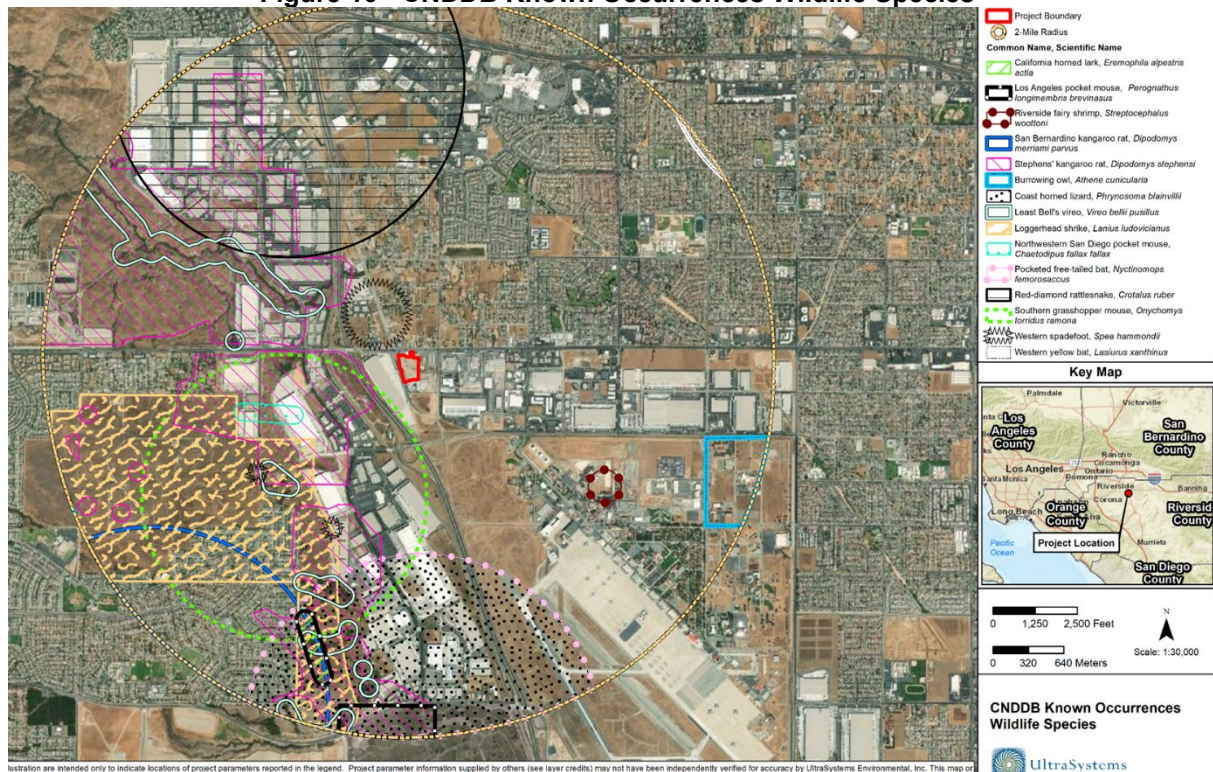 Figure 10 - CNDDB Known Occurrences Wildlife Species
Project Boundary
2-Mile Radius
Common Name, Scientific Name
California horned lark, Eremophila alpestris
actia
Los Angeles pocket mouse, Perognathus
longimembris brevinasus
Riverside fairy shrimp, Streptocephalus
woottoni
San Bernardino kangaroo rat, Dipodomys
merriami parvus
Stephens' kangaroo rat, Dipodomys stephensi
Burrowing owl, Athene cunicularia
Coast horned lizard, Phrynosoma blainvillii
Least Bell's vireo, Vireo bellii pusillus
Loggerhead shrike, Lanius ludovicianus
Northwestern San Diego pocket mouse,
Chaetodipus fallax fallax
Pocketed free-tailed bat, Nyctinomops
femorosaccus
Red-diamond rattlesnake, Crotalus ruber
Southern grasshopper mouse, Onychomys
torridus ramona
Western spadefoot, Spea hammondii
Western yellow bat, Lasiurus xanthinus
Key Map
Palmdale
Victorville
Los
Angeles
County
San
Bernardino
County
Rancho
Cucamonga
Los Angeles
Ontario
Pomona
Santa Monica
Riverside
Banning
Anaheim
Corona
Long Beach
Orange
County
Riverside
County
Pacific
Ocean
Project Location
Murrieta
San Diego
County
0 1,250 2,500 Feet
N
0 320 640 Meters
Scale: 1:30,000
CNDDB Known Occurrences
Wildlife Species
UltraSystems
lustration are intended only to indicate locations of project parameters reported in the legend. Project parameter information supplied by others (see layer credits) may not have been independently verified for accuracy by UltraSystems Environmental, Inc. This map or